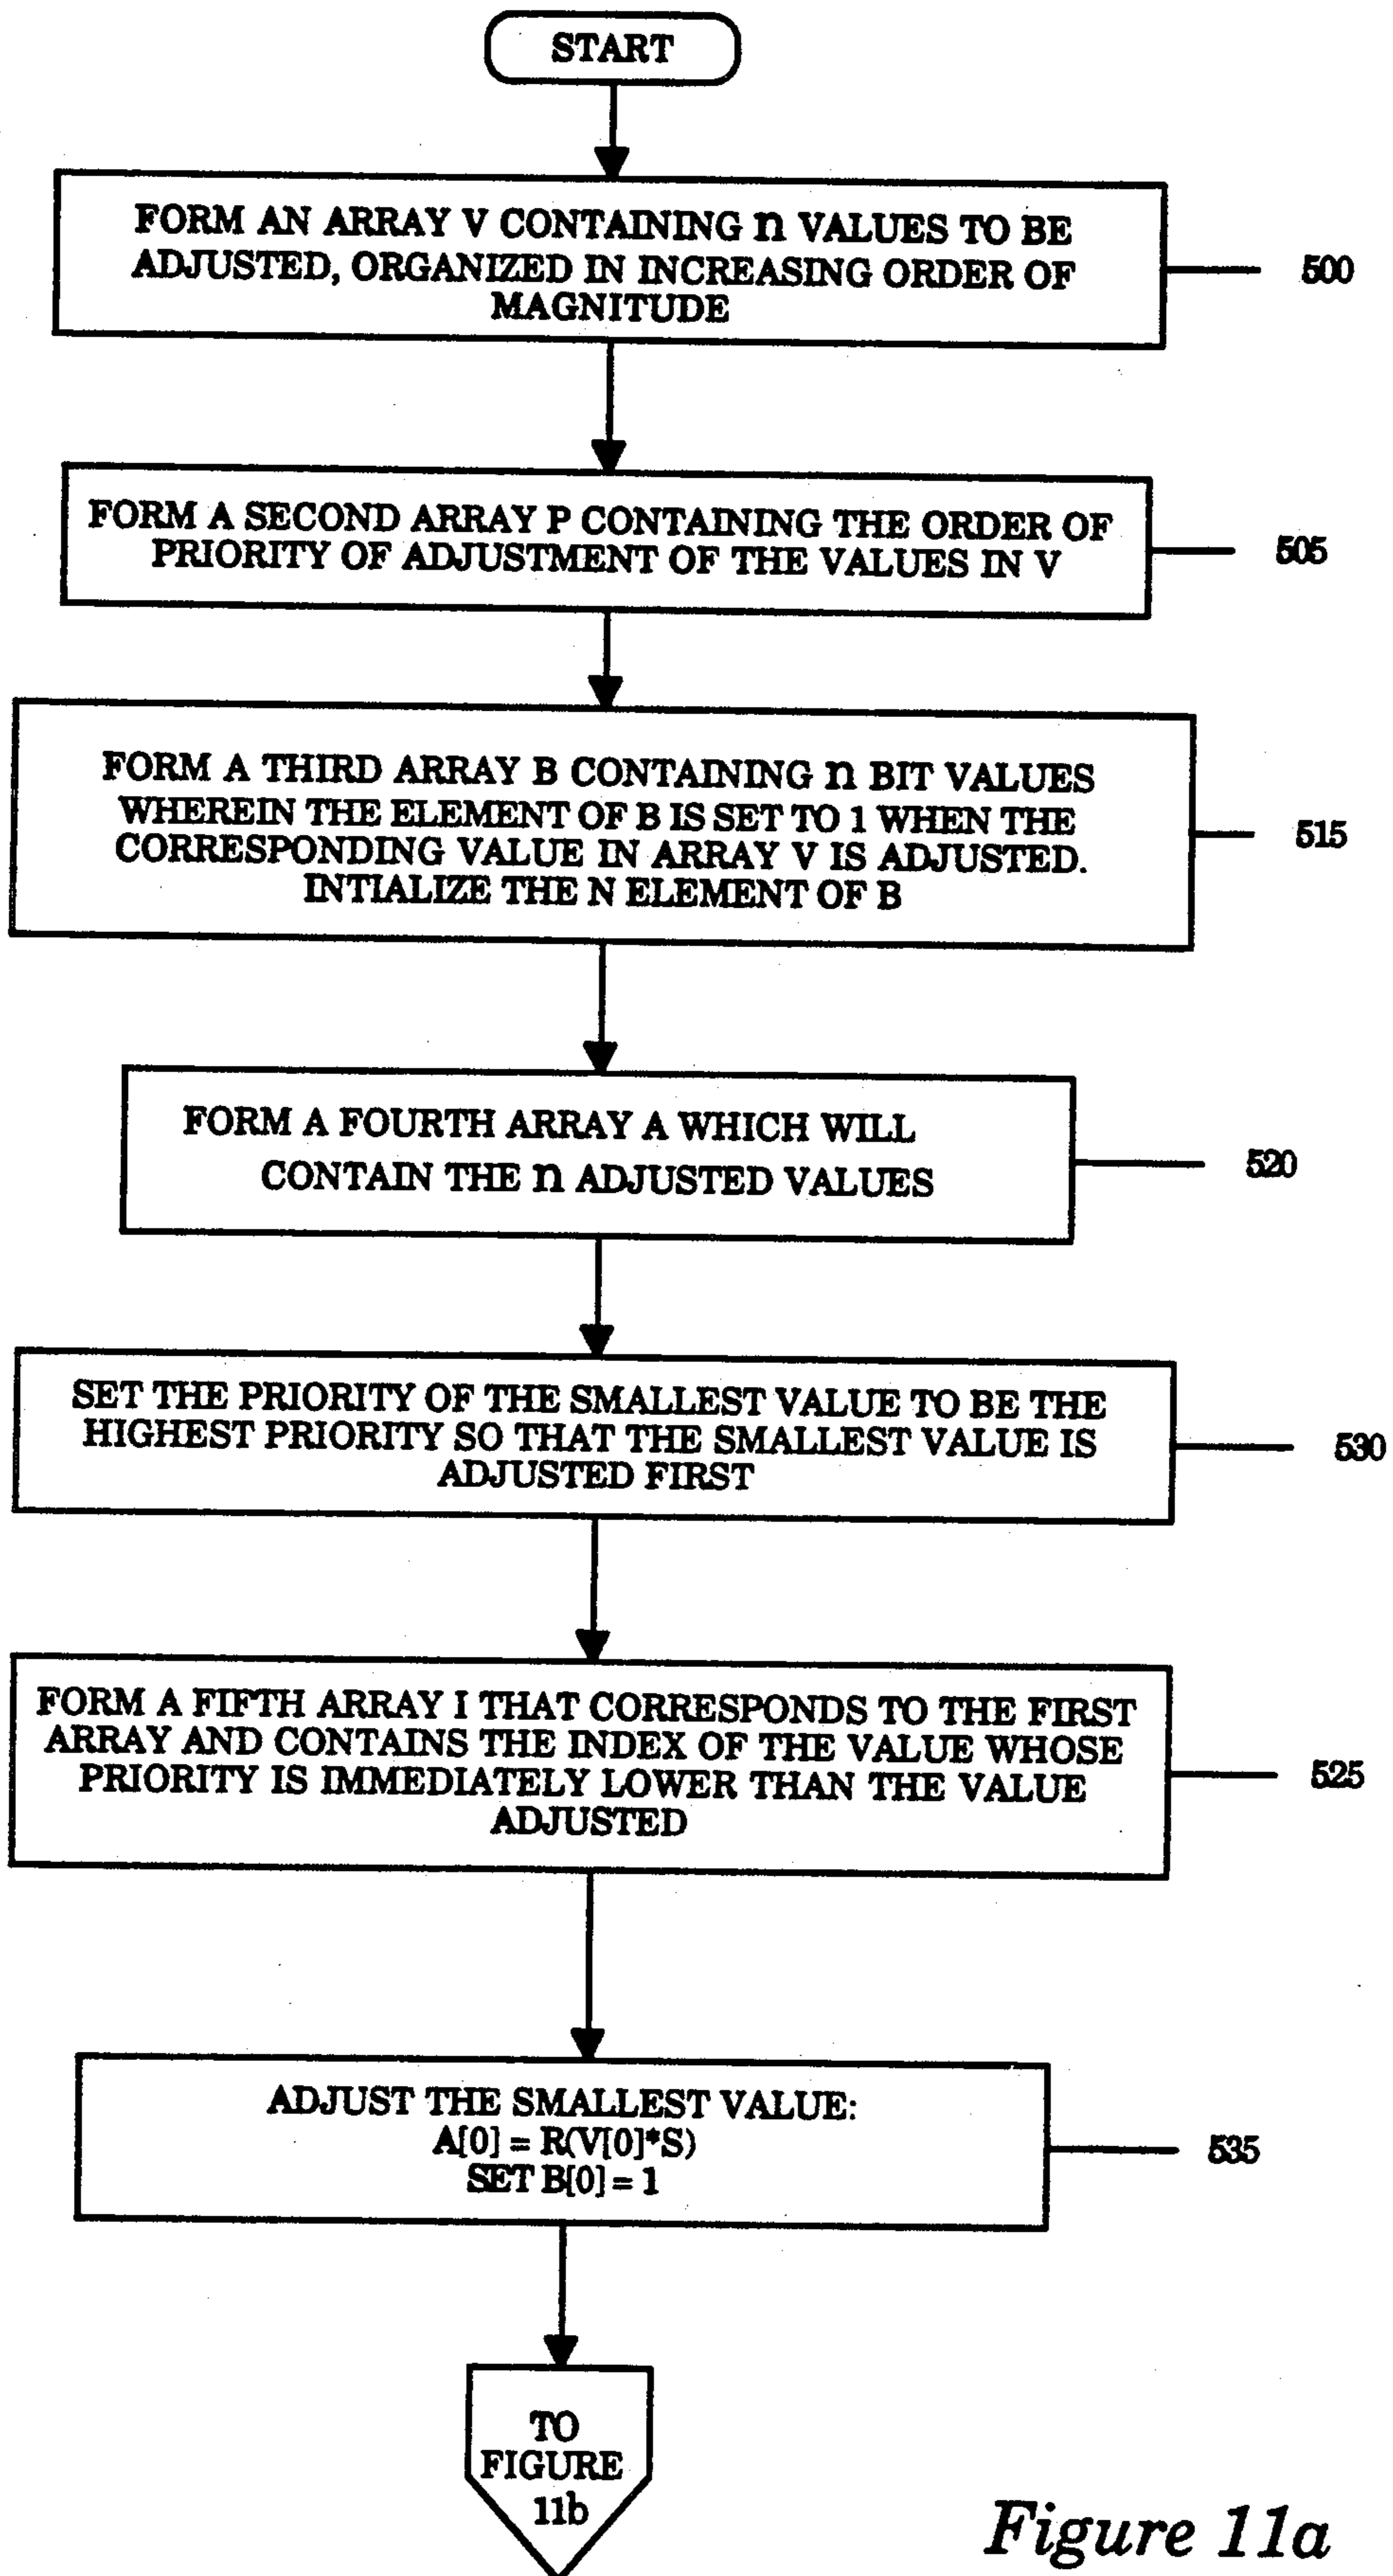 START
FORM AN ARRAY V CONTAINING n VALUES TO BE
ADJUSTED, ORGANIZED IN INCREASING ORDER OF
MAGNITUDE
500
FORM A SECOND ARRAY P CONTAINING THE ORDER OF
PRIORITY OF ADJUSTMENT OF THE VALUES IN V
505
FORM A THIRD ARRAY B CONTAINING n BIT VALUES
WHEREIN THE ELEMENT OF B IS SET TO 1 WHEN THE
CORRESPONDING VALUE IN ARRAY V IS ADJUSTED.
INTIALIZE THE N ELEMENT OF B
515
FORM A FOURTH ARRAY A WHICH WILL
CONTAIN THE n ADJUSTED VALUES
520
SET THE PRIORITY OF THE SMALLEST VALUE TO BE THE
HIGHEST PRIORITY SO THAT THE SMALLEST VALUE IS
ADJUSTED FIRST
530
FORM A FIFTH ARRAY I THAT CORRESPONDS TO THE FIRST
ARRAY AND CONTAINS THE INDEX OF THE VALUE WHOSE
PRIORITY IS IMMEDIATELY LOWER THAN THE VALUE
ADJUSTED
525
ADJUST THE SMALLEST VALUE:
A[0] = R(V[0]*S)
SET B[0] = 1
535
TO
FIGURE
11b
Figure 11a